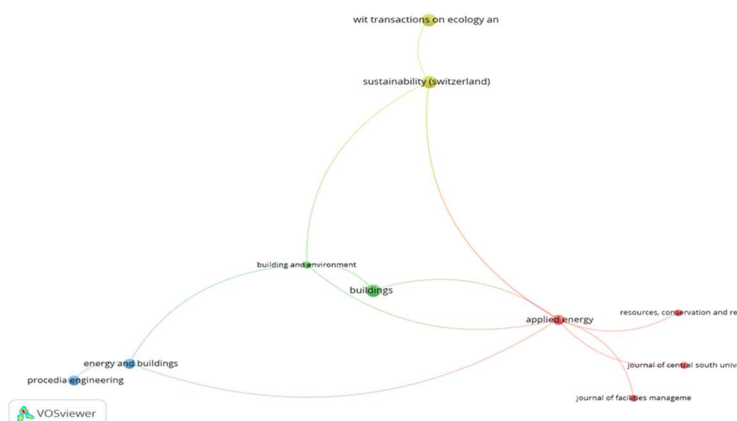 wit transactions on ecology an
sustainability (switzerland)
building and environment
buildings
resources, conservation and re
applied energy
energy and buildings
journal of central south unive
procedia engineering
journal of facilities manageme
VOSviewer